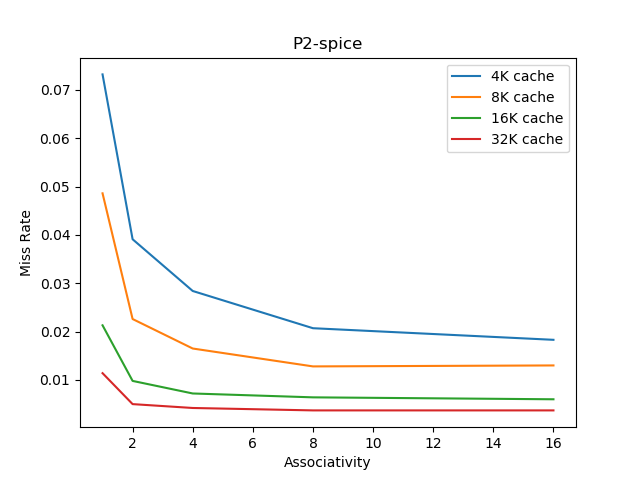 P2-spice
4K cache
8K cache
16K cache
32K cache
Miss Rate
0.07
0.06
0.05
0.04
0.03
0.02
0.01
2 4 6 8 10 12 14 16
Associativity